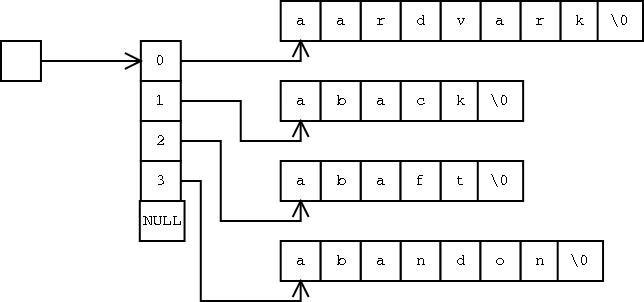 a a r d v a r k \0
0
1 a b a c k \0
2
3 a b a f t \0
NULL
a b a n d o n \0